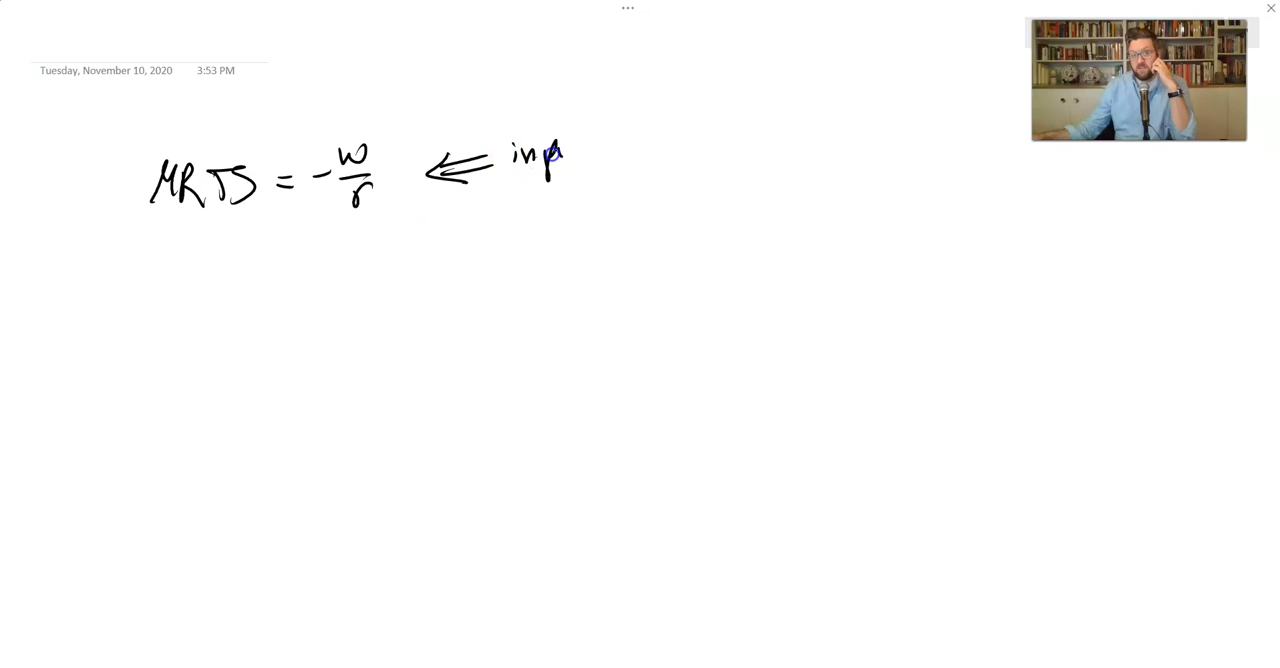 Tuesday, November 10, 2020 3:53 PM
MRTS = - w/r ⇐ inp